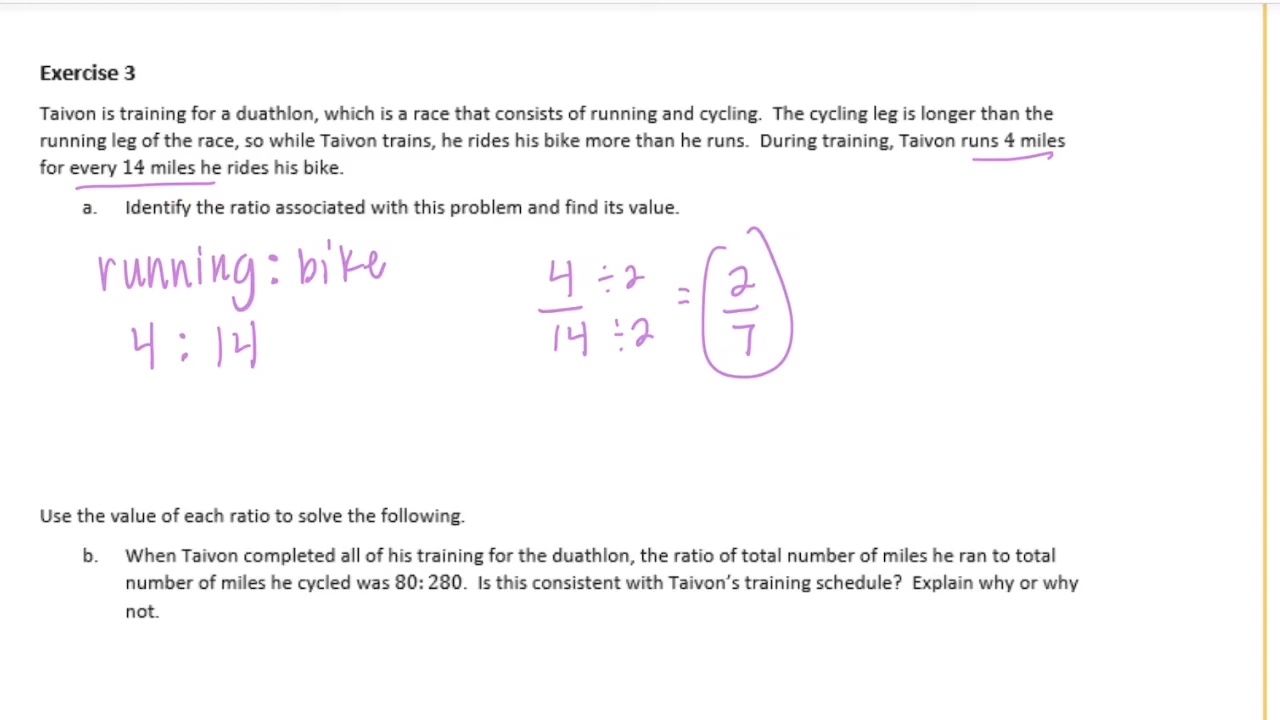 Exercise 3
Taivon is training for a duathlon, which is a race that consists of running and cycling. The cycling leg is longer than the
running leg of the race, so while Taivon trains, he rides his bike more than he runs. During training, Taivon runs 4 miles
for every 14 miles he rides his bike.
a. Identify the ratio associated with this problem and find its value.
running: bike
4 : 14
4 ÷2 = 2
14 ÷2 7
Use the value of each ratio to solve the following.
b. When Taivon completed all of his training for the duathlon, the ratio of total number of miles he ran to total
number of miles he cycled was 80: 280. Is this consistent with Taivon’s training schedule? Explain why or why
not.